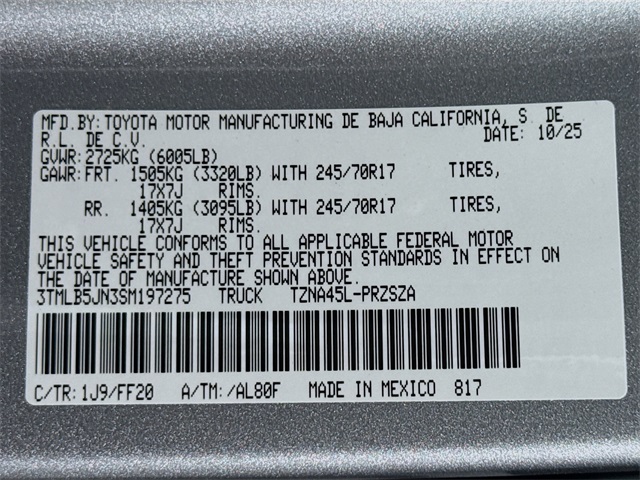 MFD.BY:TOYOTA MOTOR MANUFACTURING DE BAJA CALIFORNIA, S. DE
R.L. DE C.V. DATE: 10/25
GVWR:2725KG (6005LB)
GAWR:FRT. 1505KG (3320LB) WITH 245/70R17 TIRES,
17X7J RIMS.
RR. 1405KG (3095LB) WITH 245/70R17 TIRES,
17X7J RIMS.
THIS VEHICLE CONFORMS TO ALL APPLICABLE FEDERAL MOTOR
VEHICLE SAFETY AND THEFT PREVENTION STANDARDS IN EFFECT ON
THE DATE OF MANUFACTURE SHOWN ABOVE.
3TMLB5JN3SM197275 TRUCK TZNA45L-PRZSZA
C/TR:1J9/FF20 A/TM:/AL80F MADE IN MEXICO 817